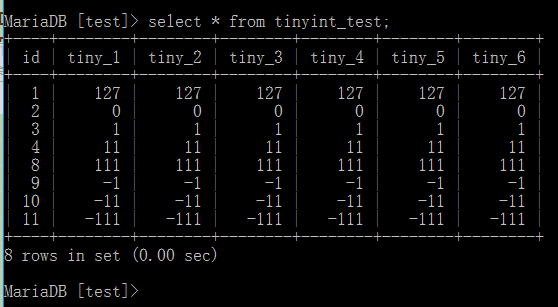 MariaDB [test]> select * from tinyint_test;
+----+--------+--------+--------+--------+--------+--------+
| id | tiny_1 | tiny_2 | tiny_3 | tiny_4 | tiny_5 | tiny_6 |
+----+--------+--------+--------+--------+--------+--------+
|  1 |    127 |    127 |    127 |    127 |    127 |    127 |
|  2 |      0 |      0 |      0 |      0 |      0 |      0 |
|  3 |      1 |      1 |      1 |      1 |      1 |      1 |
|  4 |     11 |     11 |     11 |     11 |     11 |     11 |
|  8 |    111 |    111 |    111 |    111 |    111 |    111 |
|  9 |     -1 |     -1 |     -1 |     -1 |     -1 |     -1 |
| 10 |    -11 |    -11 |    -11 |    -11 |    -11 |    -11 |
| 11 |   -111 |   -111 |   -111 |   -111 |   -111 |   -111 |
+----+--------+--------+--------+--------+--------+--------+
8 rows in set (0.00 sec)
MariaDB [test]>